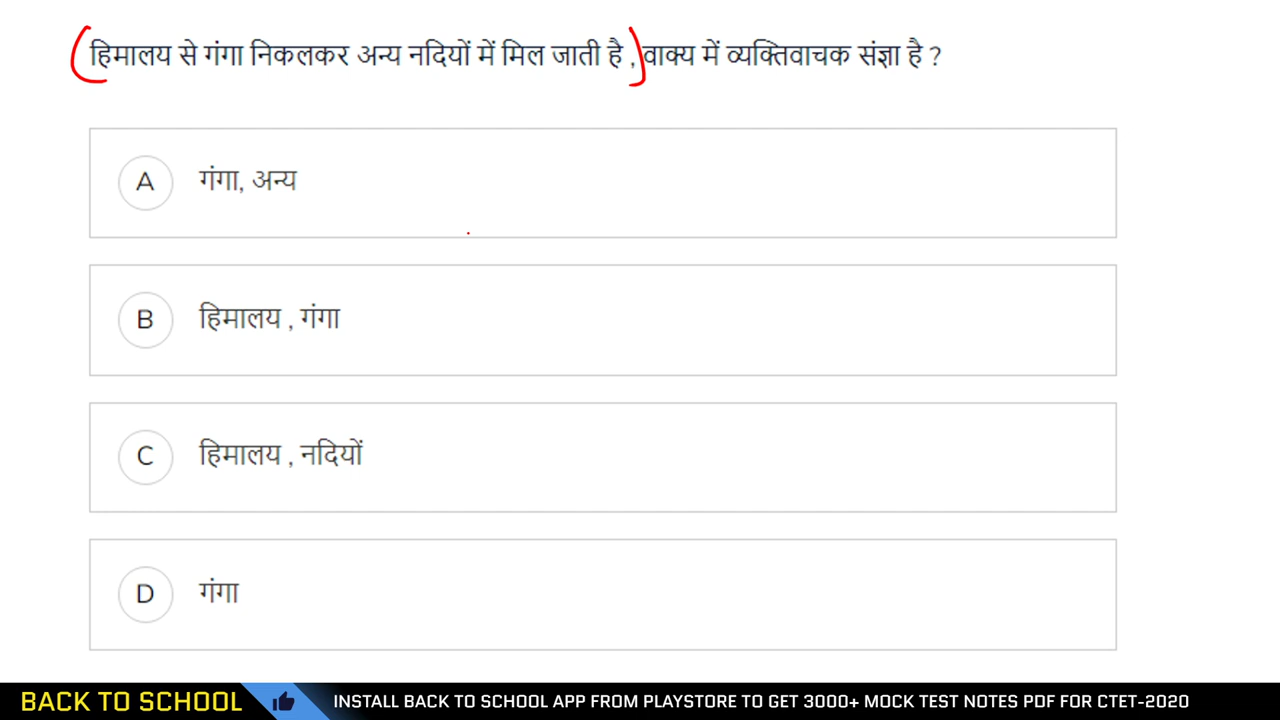 हिमालय से गंगा निकलकर अन्य नदियों में मिल जाती है , वाक्य में व्यक्तिवाचक संज्ञा है ?
A गंगा, अन्य
B हिमालय , गंगा
C हिमालय , नदियों
D गंगा
BACK TO SCHOOL INSTALL BACK TO SCHOOL APP FROM PLAYSTORE TO GET 3000+ MOCK TEST NOTES PDF FOR CTET-2020